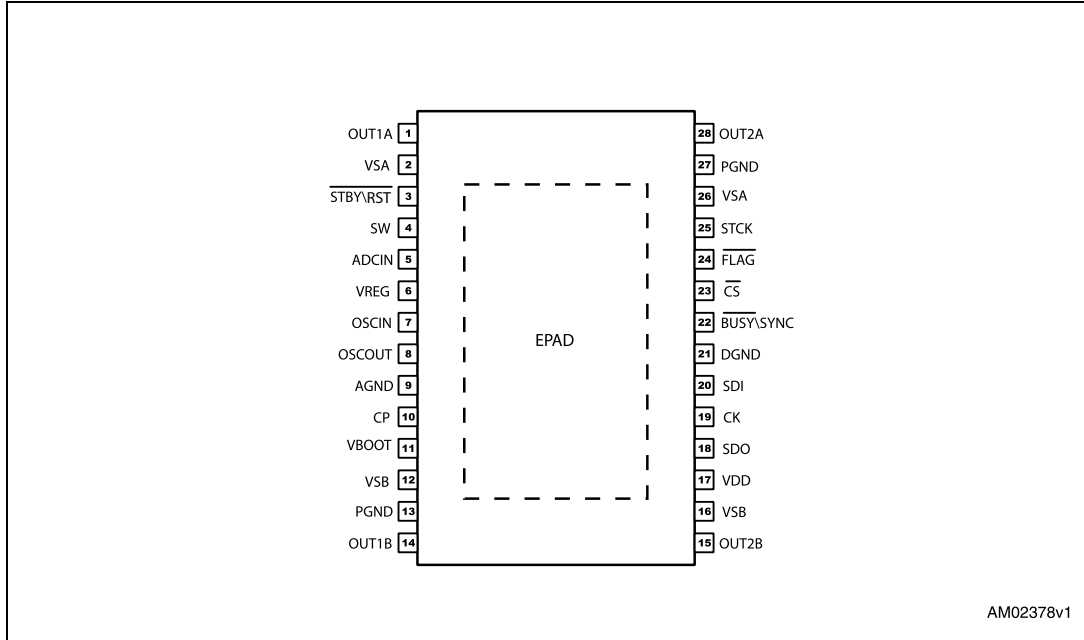 OUT1A 1
VSA 2
STBY\RST 3
SW 4
ADCIN 5
VREG 6
OSCIN 7
OSCOUT 8
AGND 9
CP 10
VBOOT 11
VSB 12
PGND 13
OUT1B 14
EPAD
28 OUT2A
27 PGND
26 VSA
25 STCK
24 FLAG
23 CS
22 BUSY\SYNC
21 DGND
20 SDI
19 CK
18 SDO
17 VDD
16 VSB
15 OUT2B
AM02378v1